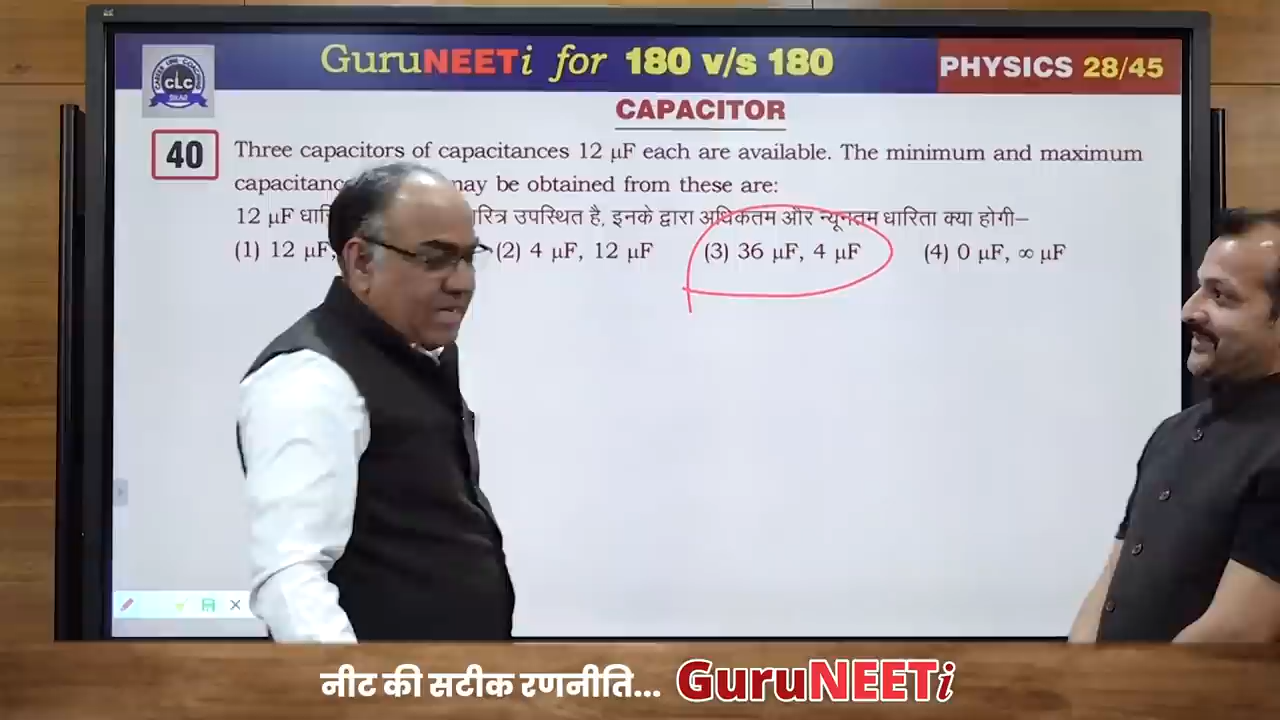 GuruNEETi for 180 v/s 180
PHYSICS 28/45
CLC
SIKAR
CAPACITOR
40
Three capacitors of capacitances 12 μF each are available. The minimum and maximum
may be obtained from these are:
12 μF उपस्थित है, इनके द्वारा अधिकतम और न्यूनतम धारिता क्या होगी–
(1) 12 μF, (2) 4 μF, 12 μF (3) 36 μF, 4 μF (4) 0 μF, ∞ μF
नीट की सटीक रणनीति... GuruNEETi